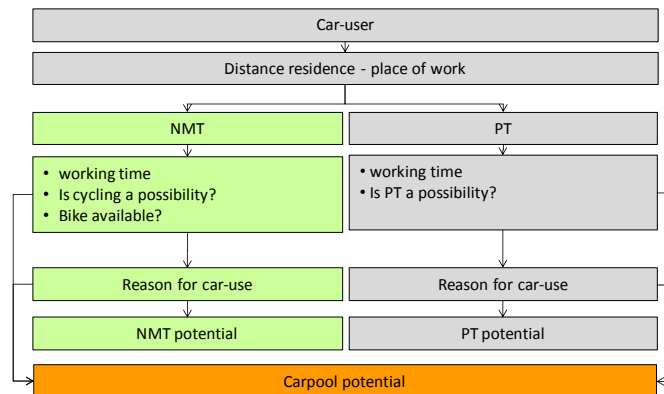 Car-user
Distance residence - place of work
NMT
PT
• working time
• Is cycling a possibility?
• Bike available?
• working time
• Is PT a possibility?
Reason for car-use
Reason for car-use
NMT potential
PT potential
Carpool potential